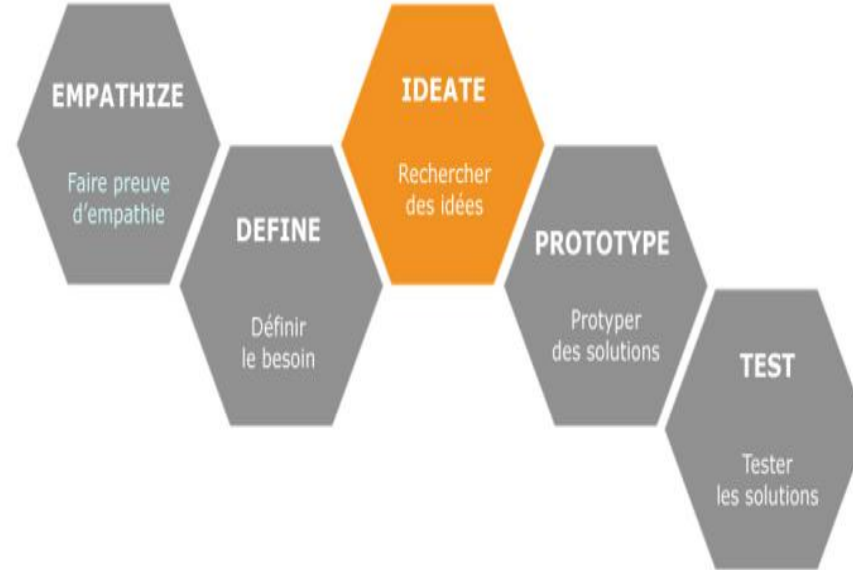 EMPATHIZE
Faire preuve
d'empathie
DEFINE
Définir
le besoin
IDEATE
Rechercher
des idées
PROTOTYPE
Protyper
des solutions
TEST
Tester
les solutions